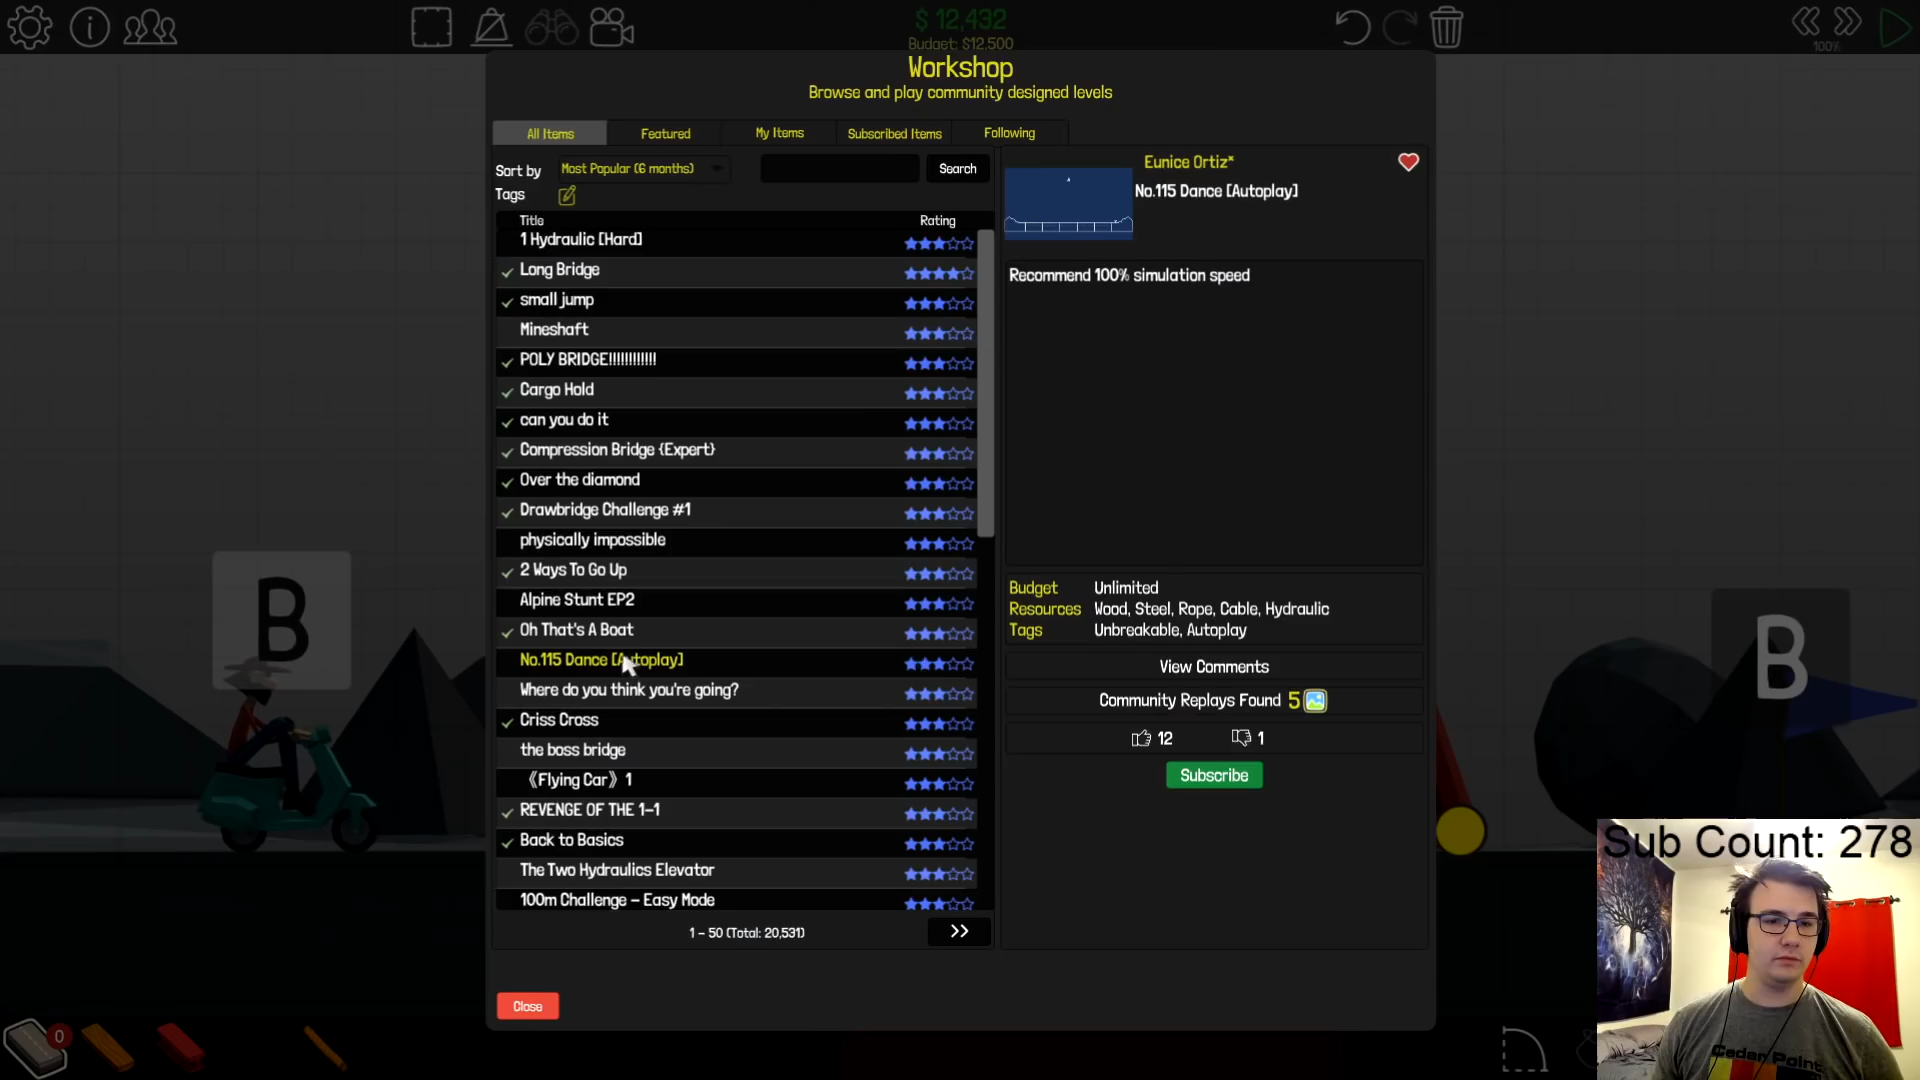 $ 12,432
Budget: $12,500
100%
Workshop
Browse and play community designed levels
All Items
Featured
My Items
Subscribed Items
Following
Sort by
Most Popular (6 months)
Search
Tags
Title
Rating
1 Hydraulic [Hard]
Long Bridge
small jump
Mineshaft
POLY BRIDGE!!!!!!!!!!!!
Cargo Hold
can you do it
Compression Bridge {Expert}
Over the diamond
Drawbridge Challenge #1
physically impossible
2 Ways To Go Up
Alpine Stunt EP2
Oh That's A Boat
No.115 Dance [Autoplay]
Where do you think you're going?
Criss Cross
the boss bridge
《Flying Car》1
REVENGE OF THE 1-1
Back to Basics
The Two Hydraulics Elevator
100m Challenge - Easy Mode
1 - 50 (Total: 20,531)
>>
Close
Eunice Ortiz*
No.115 Dance [Autoplay]
Recommend 100% simulation speed
Budget Unlimited
Resources Wood, Steel, Rope, Cable, Hydraulic
Tags Unbreakable, Autoplay
View Comments
Community Replays Found 5
12
1
Subscribe
B
B
0
Sub Count: 278
Cedar Point